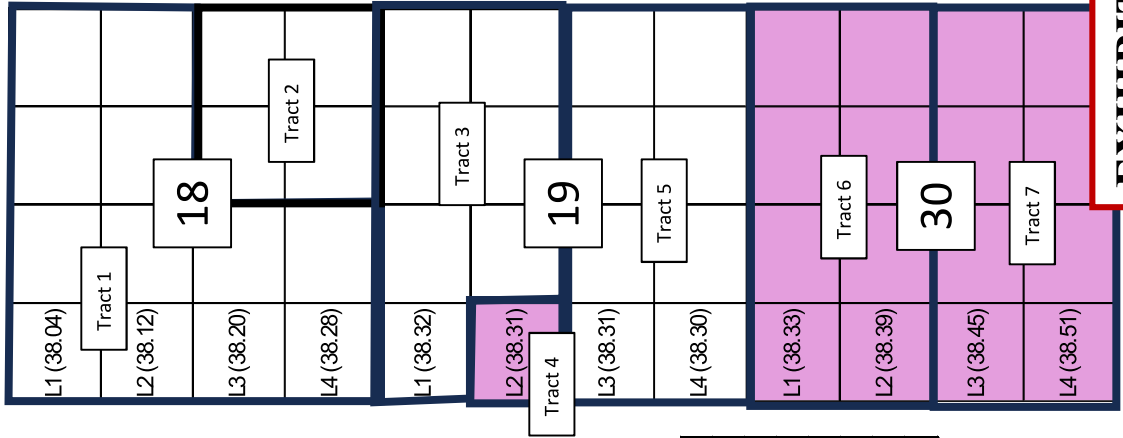 Tract 1
Tract 2
18
L1 (38.04)
L2 (38.12)
L3 (38.20)
L4 (38.28)
Tract 3
19
Tract 4
Tract 5
L1 (38.32)
L2 (38.31)
L3 (38.31)
L4 (38.30)
Tract 6
30
Tract 7
L1 (38.33)
L2 (38.39)
L3 (38.45)
L4 (38.51)